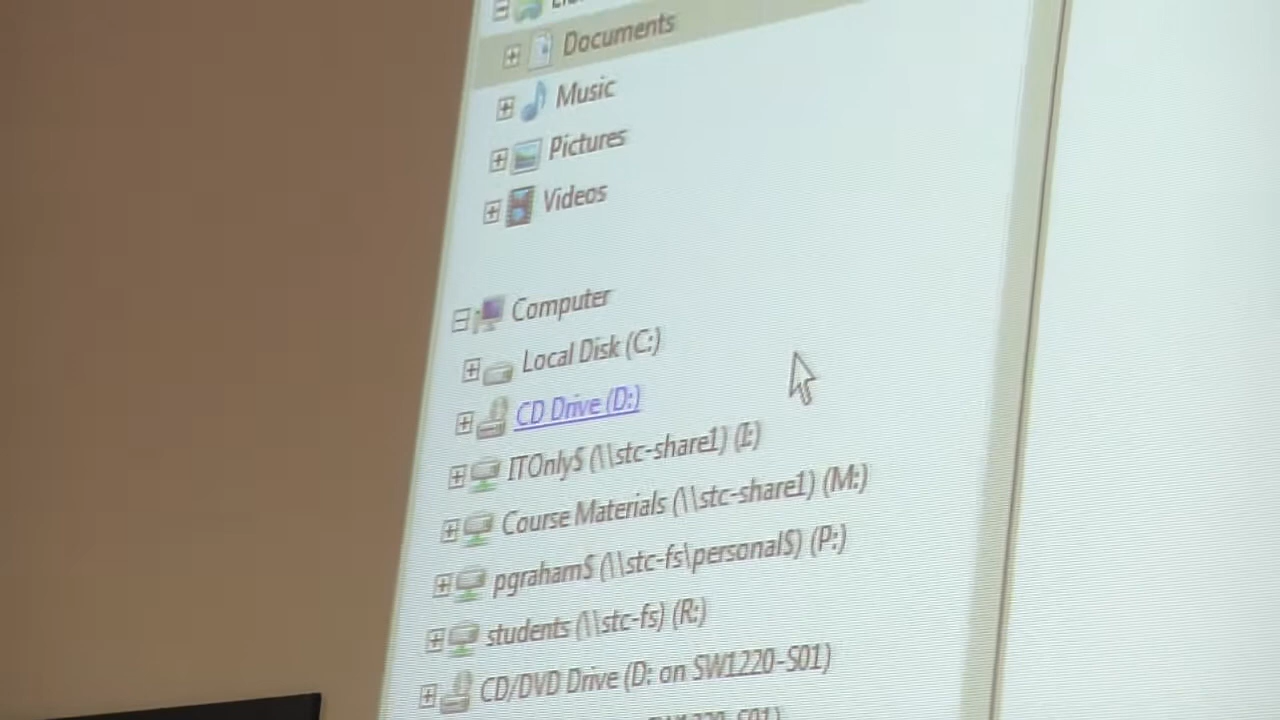 Documents
Music
Pictures
Videos
Computer
Local Disk (C:)
CD Drive (D:)
ITOnly$ (\\stc-share1) (I:)
Course Materials (\\stc-share1) (M:)
pgraham$ (\\stc-fs\personal$) (P:)
students (\\stc-fs) (R:)
CD/DVD Drive (D: on SW1220-S01)